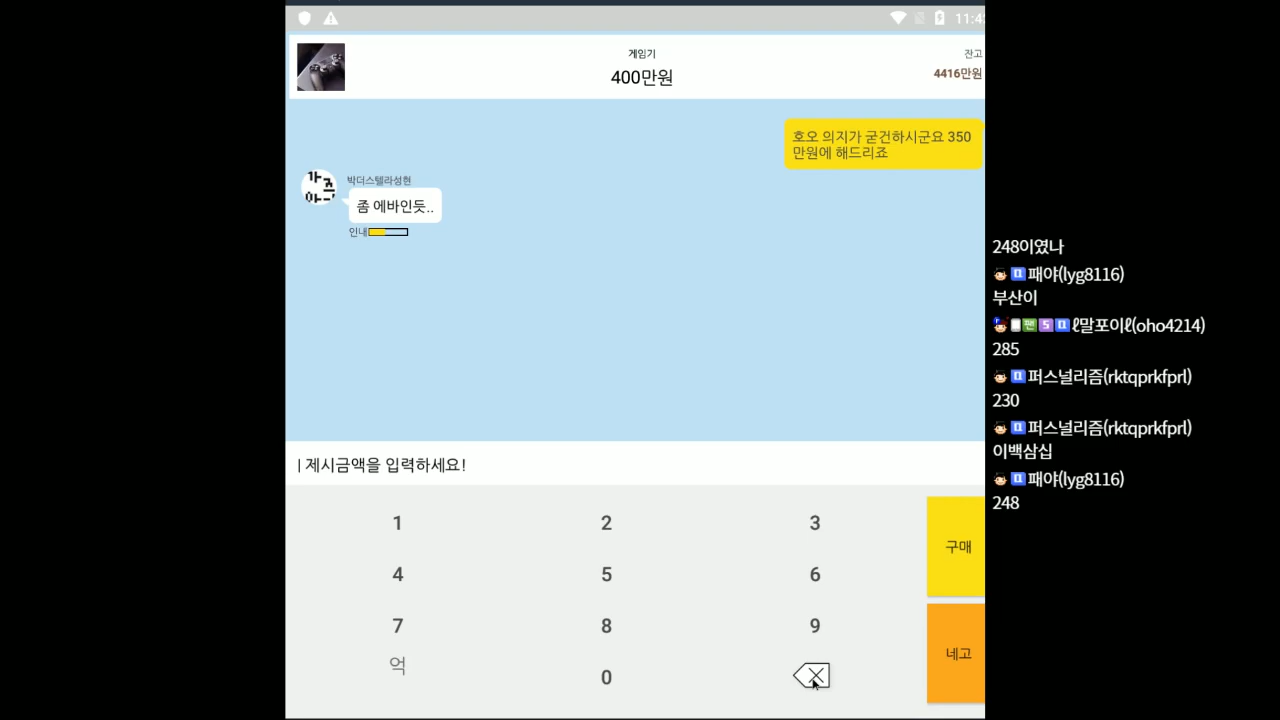 11:4
게임기
400만원
잔고
4416만원
호오 의지가 굳건하시군요 350
만원에 해드리죠
박더스텔라성현
좀 에바인듯..
인내
| 제시금액을 입력하세요!
1
2
3
4
5
6
7
8
9
억
0
구매
네고
248이였나
패야(lyg8116)
부산이
팬 5 ℓ말포이ℓ(oho4214)
285
퍼스널리즘(rktqprkfprl)
230
퍼스널리즘(rktqprkfprl)
이백삼십
패야(lyg8116)
248